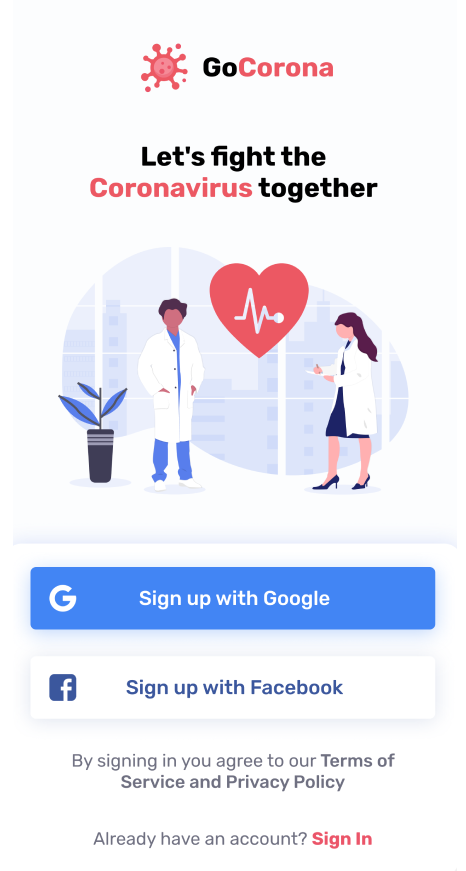 GoCorona
Let's fight the
Coronavirus together
Sign up with Google
Sign up with Facebook
By signing in you agree to our Terms of
Service and Privacy Policy
Already have an account? Sign In